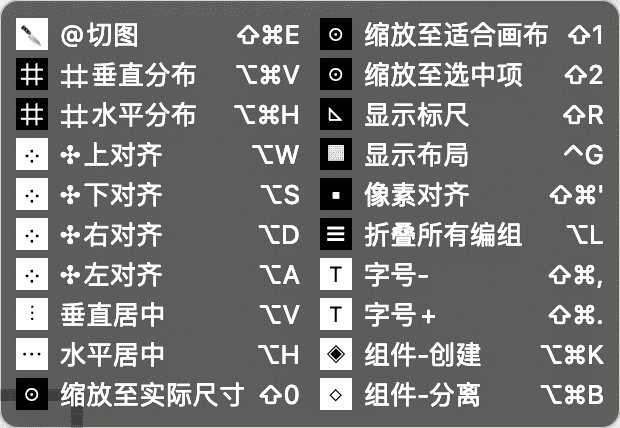 @切图 ⇧⌘E
井垂直分布 ⌥⌘V
井水平分布 ⌥⌘H
✣上对齐 ⌥W
✣下对齐 ⌥S
✣右对齐 ⌥D
✣左对齐 ⌥A
垂直居中 ⌥V
水平居中 ⌥H
缩放至实际尺寸 ⇧0
缩放至适合画布 ⇧1
缩放至选中项 ⇧2
显示标尺 ⇧R
显示布局 ^G
像素对齐 ⇧⌘'
折叠所有编组 ⌥L
T 字号- ⇧⌘,
T 字号+ ⇧⌘.
组件-创建 ⌥⌘K
组件-分离 ⌥⌘B